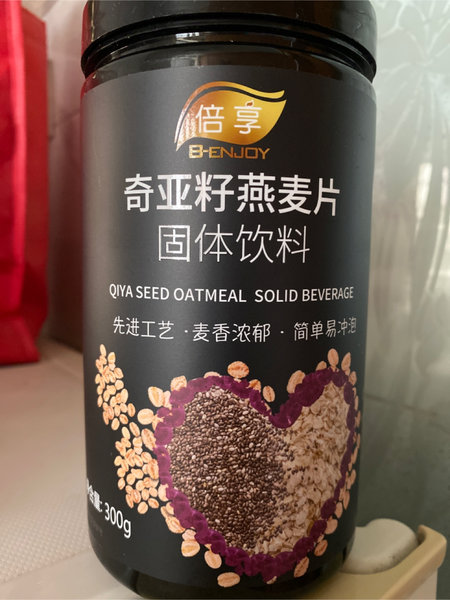 倍享
B-ENJOY
奇亚籽燕麦片
固体饮料
QIYA SEED OATMEAL SOLID BEVERAGE
先进工艺 · 麦香浓郁 · 简单易冲泡
含量: 300g